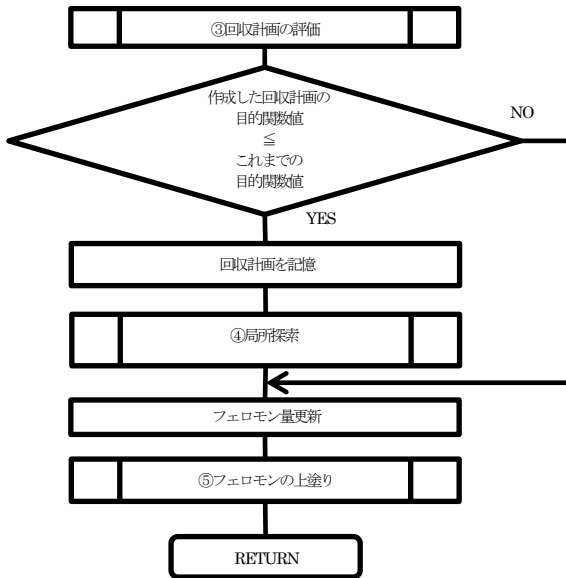 ③回収計画の評価
作成した回収計画の
目的関数値
≦
これまでの
目的関数値
NO
YES
回収計画を記憶
④局所探索
フェロモン量更新
⑤フェロモンの上塗り
RETURN